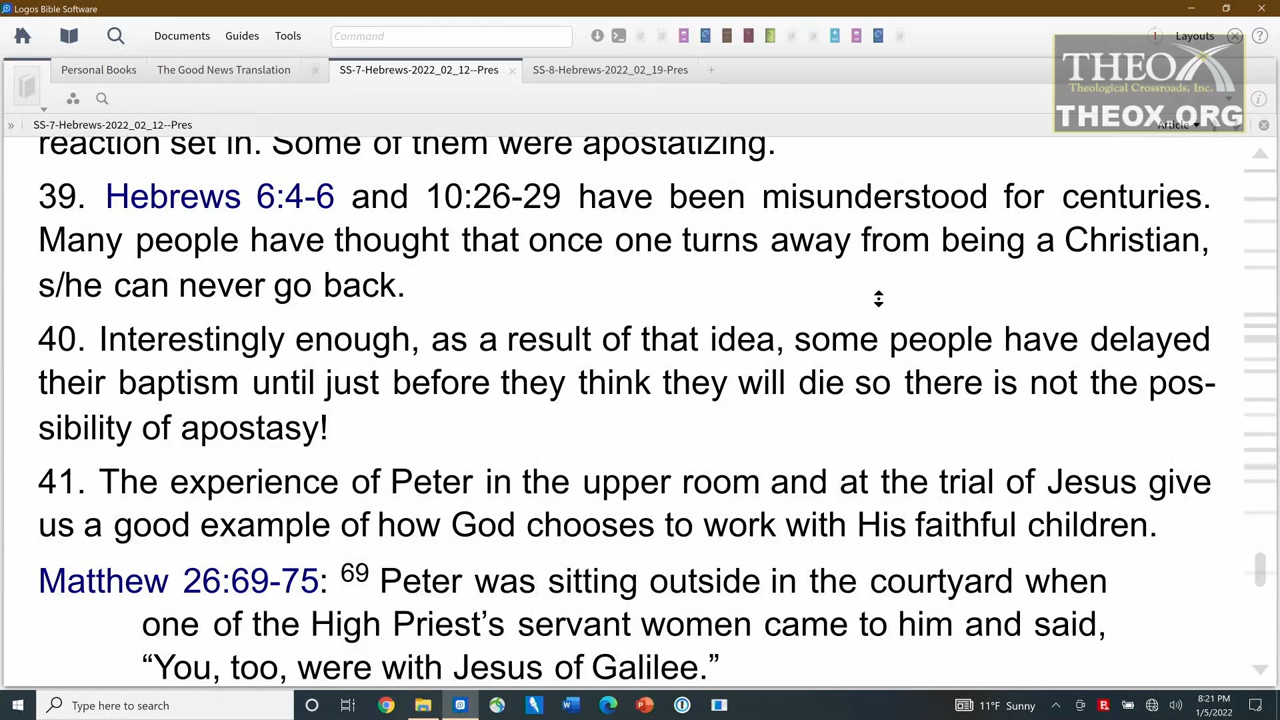 Logos Bible Software
Documents Guides Tools Command Layouts
Personal Books The Good News Translation SS-7-Hebrews-2022_02_12--Pres SS-8-Hebrews-2022_02_19-Pres
THEOX
Theological Crossroads, Inc.
THEOX.ORG
SS-7-Hebrews-2022_02_12--Pres Article
reaction set in. Some of them were apostatizing.
39. Hebrews 6:4-6 and 10:26-29 have been misunderstood for centuries.
Many people have thought that once one turns away from being a Christian,
s/he can never go back.
40. Interestingly enough, as a result of that idea, some people have delayed
their baptism until just before they think they will die so there is not the pos-
sibility of apostasy!
41. The experience of Peter in the upper room and at the trial of Jesus give
us a good example of how God chooses to work with His faithful children.
Matthew 26:69-75: 69 Peter was sitting outside in the courtyard when
one of the High Priest’s servant women came to him and said,
“You, too, were with Jesus of Galilee.”
Type here to search 11°F Sunny 8:21 PM
1/5/2022